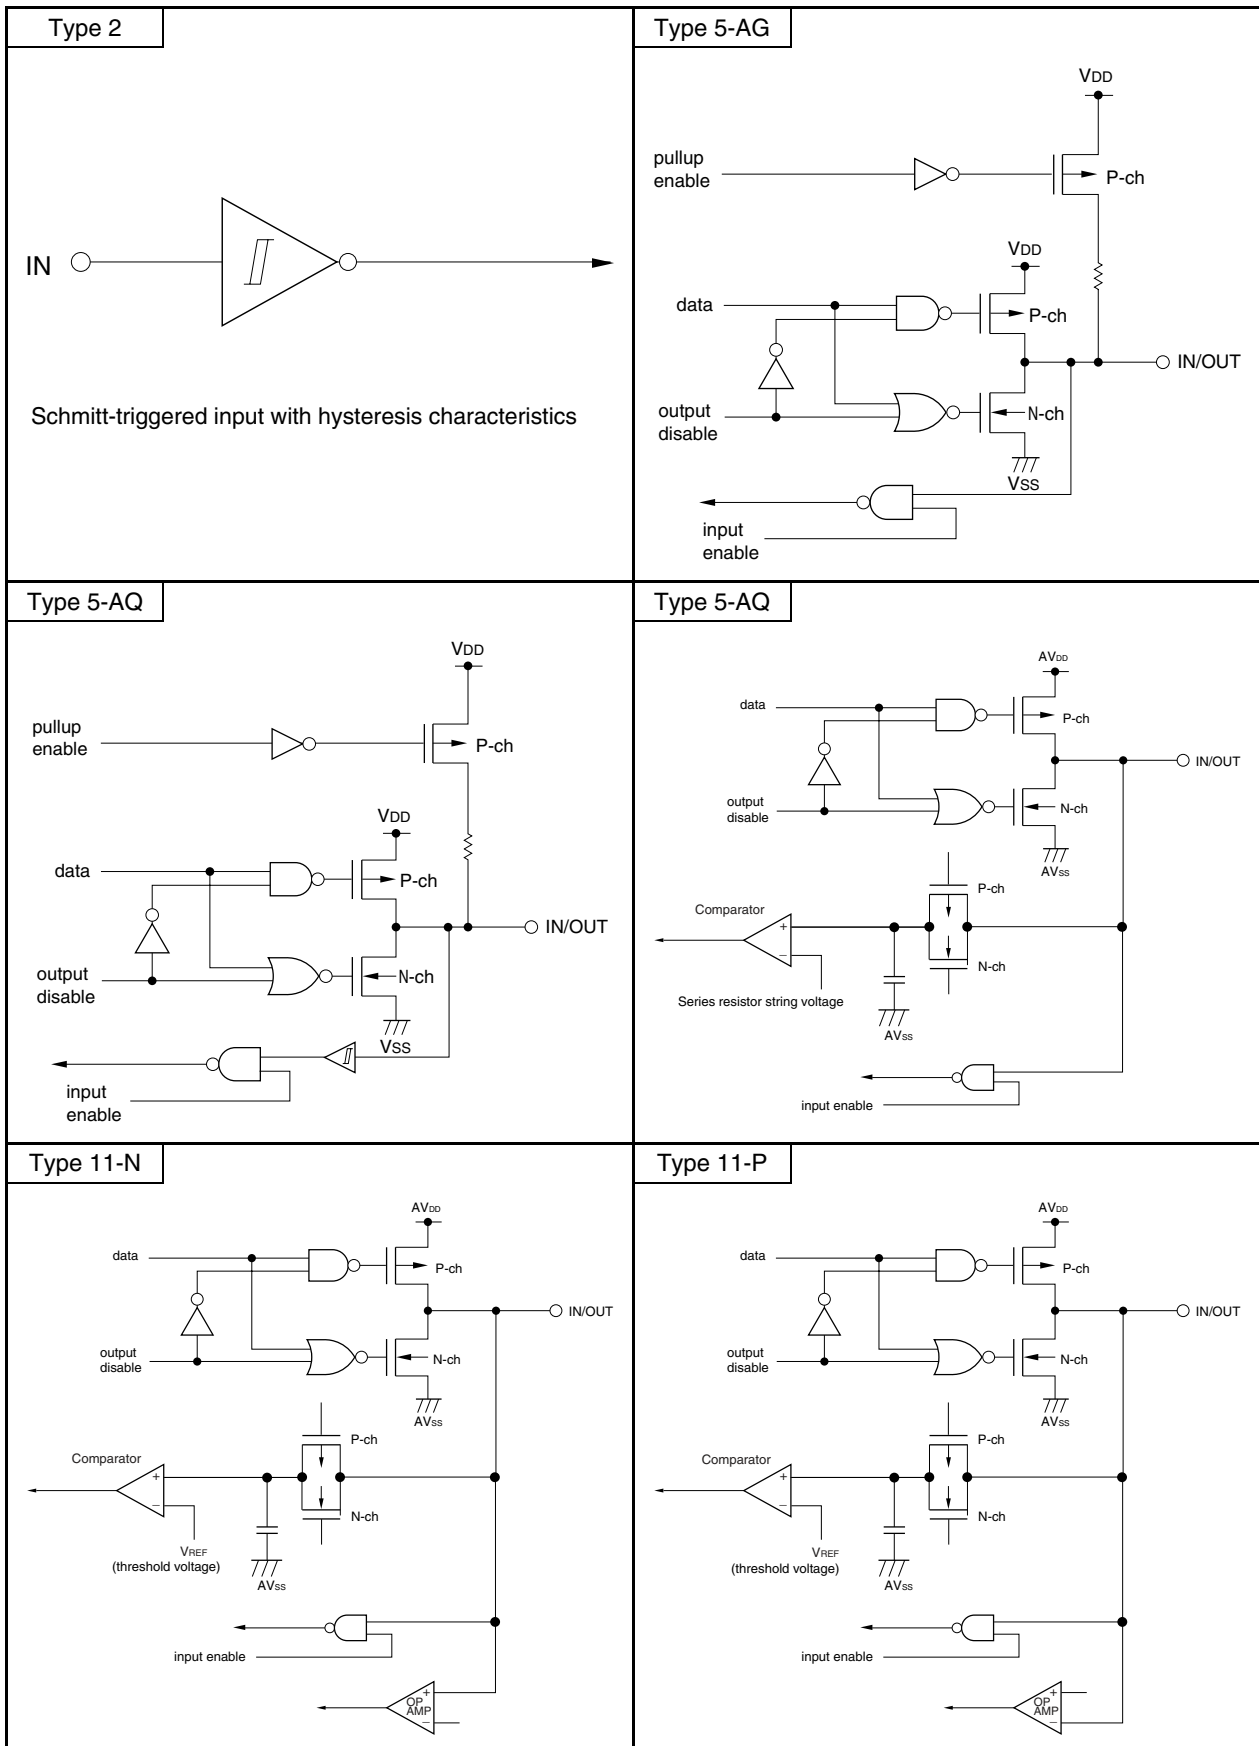 Type 2
IN
Schmitt-triggered input with hysteresis characteristics
Type 5-AG
VDD
pullup
enable
P-ch
VDD
data
P-ch
IN/OUT
output
disable
N-ch
VSS
input
enable
Type 5-AQ
VDD
pullup
enable
P-ch
VDD
data
P-ch
IN/OUT
output
disable
N-ch
VSS
input
enable
Type 5-AQ
AVDD
data
P-ch
IN/OUT
output
disable
N-ch
AVSS
P-ch
Comparator
+
−
N-ch
Series resistor string voltage
AVSS
input enable
Type 11-N
AVDD
data
P-ch
IN/OUT
output
disable
N-ch
AVSS
P-ch
Comparator
+
−
N-ch
VREF
(threshold voltage)
AVSS
input enable
+
OP
AMP
−
Type 11-P
AVDD
data
P-ch
IN/OUT
output
disable
N-ch
AVSS
P-ch
Comparator
+
−
N-ch
VREF
(threshold voltage)
AVSS
input enable
+
OP
AMP
−